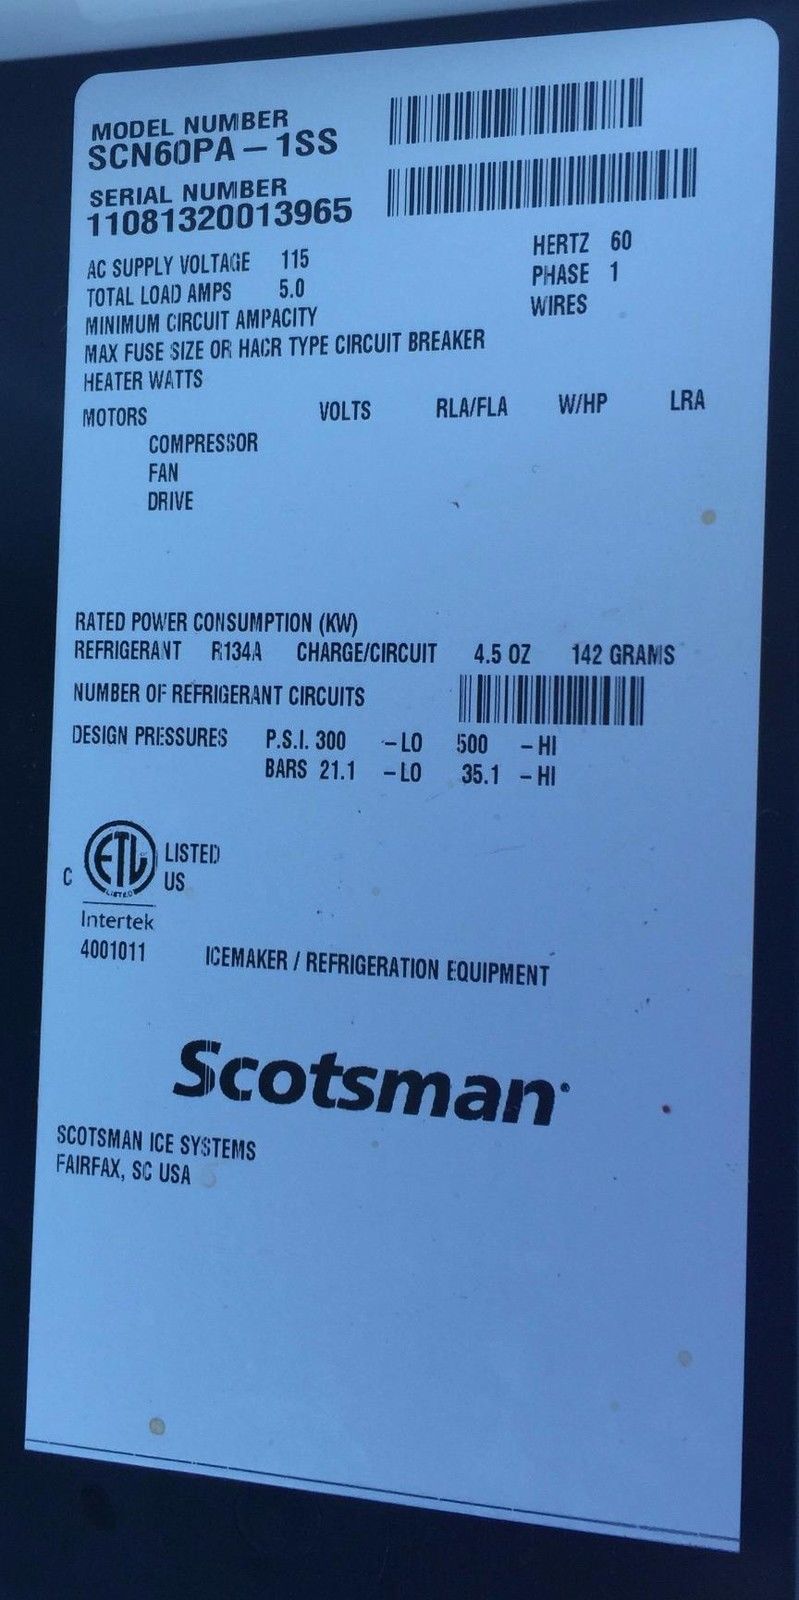 MODEL NUMBER
SCN60PA-1SS
SERIAL NUMBER
11081320013965
AC SUPPLY VOLTAGE 115 HERTZ 60
TOTAL LOAD AMPS 5.0 PHASE 1
MINIMUM CIRCUIT AMPACITY WIRES
MAX FUSE SIZE OR HACR TYPE CIRCUIT BREAKER
HEATER WATTS
MOTORS VOLTS RLA/FLA W/HP LRA
COMPRESSOR
FAN
DRIVE
RATED POWER CONSUMPTION (KW)
REFRIGERANT R134A CHARGE/CIRCUIT 4.5 OZ 142 GRAMS
NUMBER OF REFRIGERANT CIRCUITS
DESIGN PRESSURES P.S.I. 300 -LO 500 -HI
BARS 21.1 -LO 35.1 -HI
C ETL LISTED LISTED
US
Intertek
4001011 ICEMAKER / REFRIGERATION EQUIPMENT
Scotsman
SCOTSMAN ICE SYSTEMS
FAIRFAX, SC USA